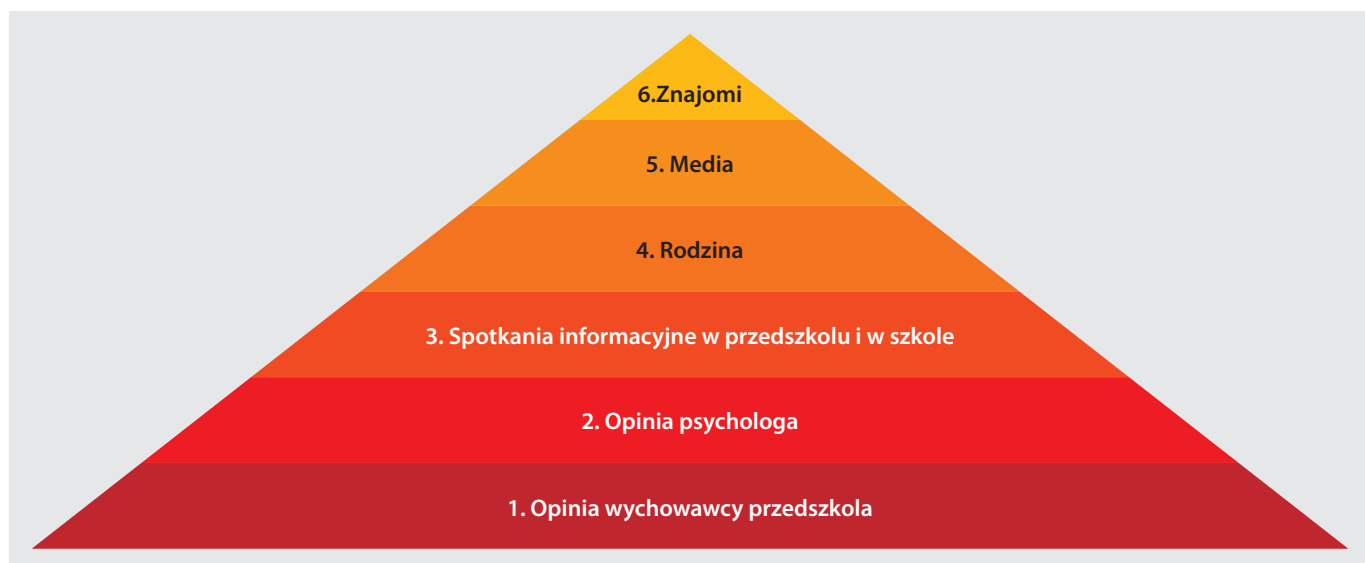 6.Znajomi
5. Media
4. Rodzina
3. Spotkania informacyjne w przedszkolu i w szkole
2. Opinia psychologa
1. Opinia wychowawcy przedszkola